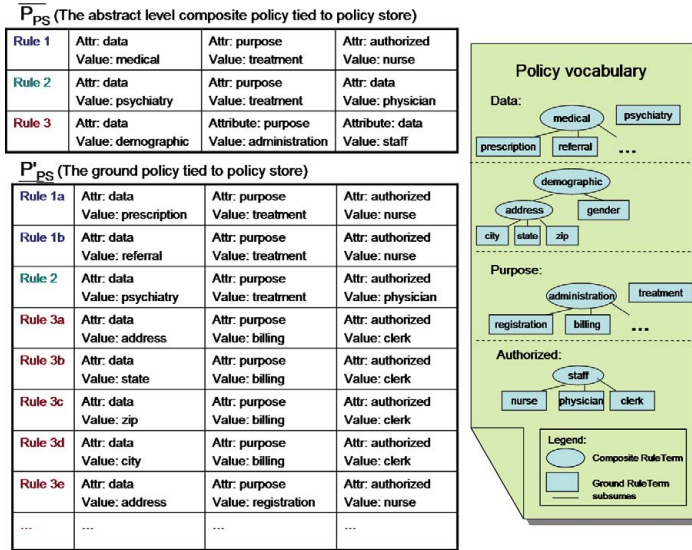 P_PS (The abstract level composite policy tied to policy store)
Rule 1 Attr: data Attr: purpose Attr: authorized
Value: medical Value: treatment Value: nurse
Rule 2 Attr: data Attr: purpose Attr: data
Value: psychiatry Value: treatment Value: physician
Rule 3 Attr: data Attribute: purpose Attribute: data
Value: demographic Value: administration Value: staff
P'_PS (The ground policy tied to policy store)
Rule 1a Attr: data Attr: purpose Attr: authorized
Value: prescription Value: treatment Value: nurse
Rule 1b Attr: data Attr: purpose Attr: authorized
Value: referral Value: treatment Value: nurse
Rule 2 Attr: data Attr: purpose Attr: authorized
Value: psychiatry Value: treatment Value: physician
Rule 3a Attr: data Attr: purpose Attr: authorized
Value: address Value: billing Value: clerk
Rule 3b Attr: data Attr: purpose Attr: authorized
Value: state Value: billing Value: clerk
Rule 3c Attr: data Attr: purpose Attr: authorized
Value: zip Value: billing Value: clerk
Rule 3d Attr: data Attr: purpose Attr: authorized
Value: city Value: billing Value: clerk
Rule 3e Attr: data Attr: purpose Attr: authorized
Value: address Value: registration Value: nurse
... ... ... ...
Policy vocabulary
Data:
medical psychiatry
prescription referral ...
demographic
address gender
city state zip
Purpose:
administration treatment
registration billing ...
Authorized:
staff
nurse physician clerk
Legend:
Composite RuleTerm
Ground RuleTerm
subsumes